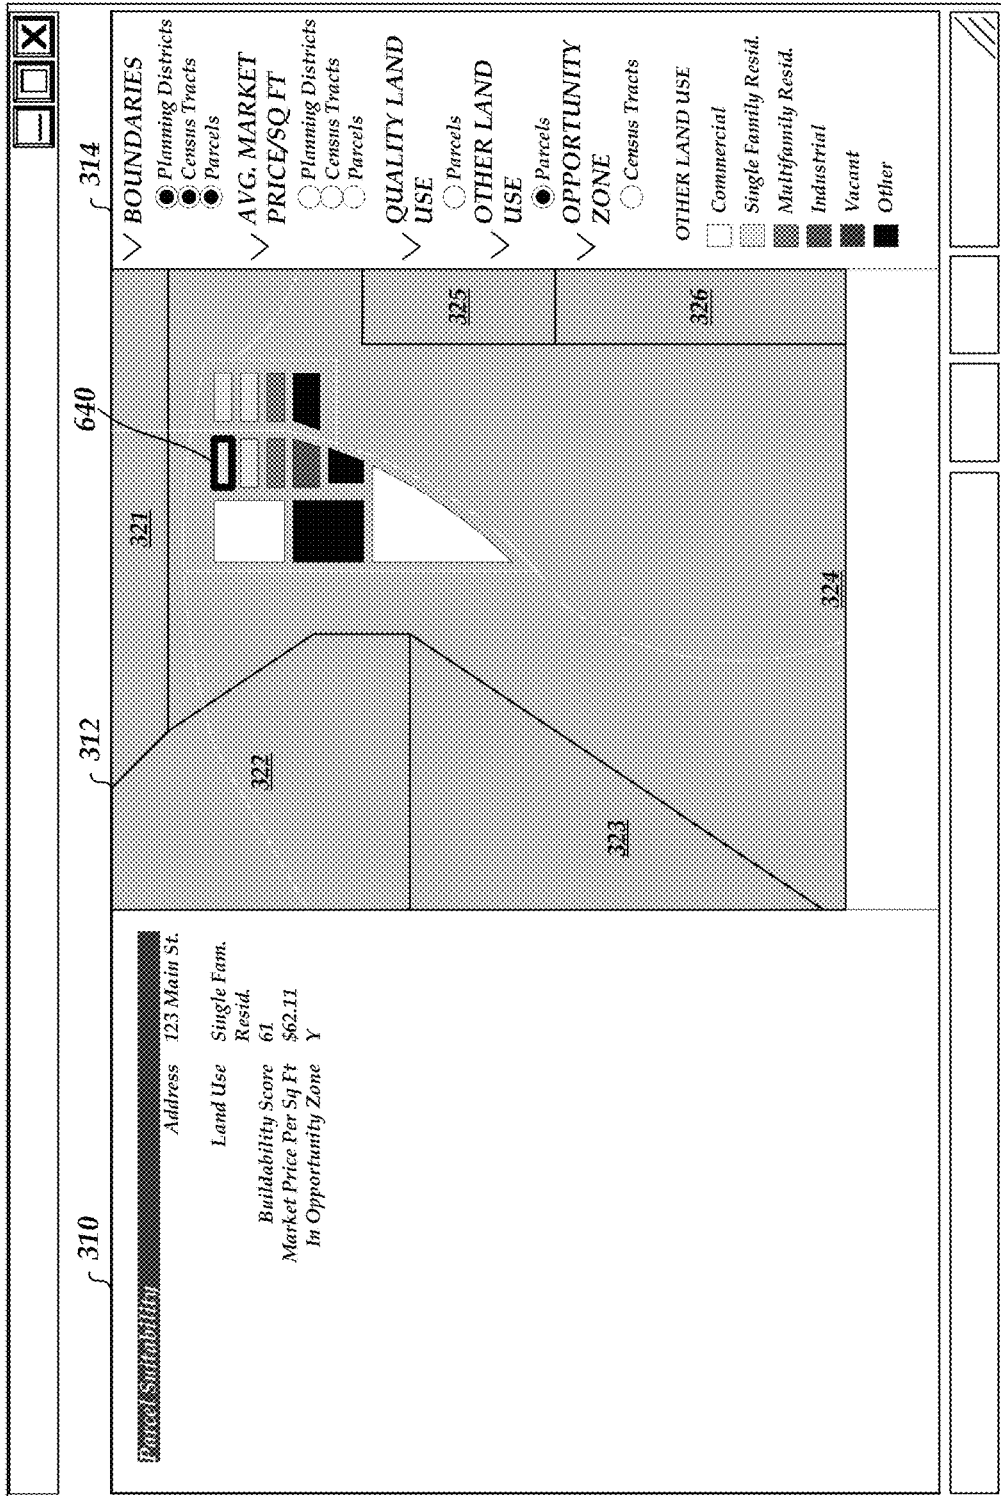 310
312
640
314
Parcel Summary
Address 123 Main St.
Land Use Single Fam.
Resid.
Buildability Score 61
Market Price Per Sq Ft $62.11
In Opportunity Zone Y
321
322
323
324
325
326
BOUNDARIES
Planning Districts
Census Tracts
Parcels
AVG. MARKET
PRICE/SQ FT
Planning Districts
Census Tracts
Parcels
QUALITY LAND
USE
Parcels
OTHER LAND
USE
Parcels
OPPORTUNITY
ZONE
Census Tracts
OTHER LAND USE
Commercial
Single Family Resid.
Multifamily Resid.
Industrial
Vacant
Other